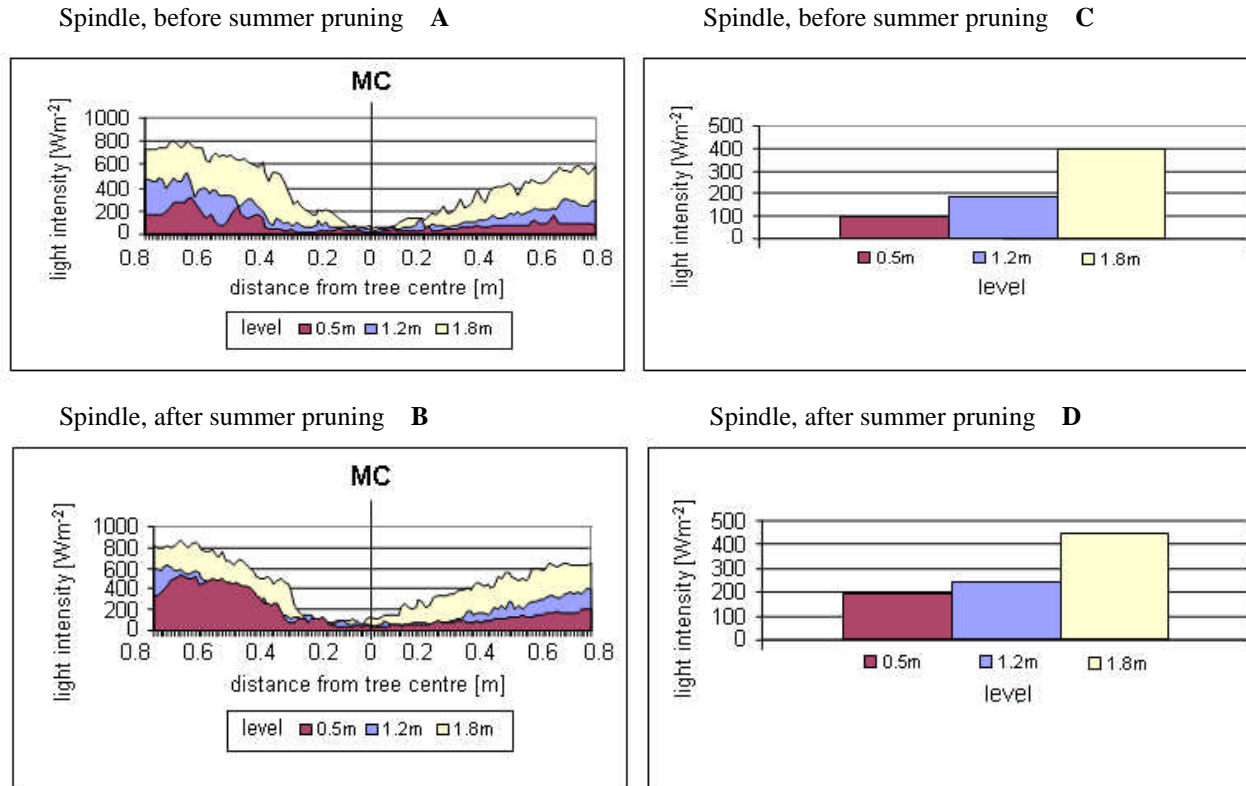 Spindle, before summer pruning A
MC
light intensity [Wm-2]
1000
800
600
400
200
0
0.8 0.6 0.4 0.2 0 0.2 0.4 0.6 0.8
distance from tree centre [m]
level 0.5m 1.2m 1.8m
Spindle, before summer pruning C
light intensity [Wm-2]
500
400
300
200
100
0
0.5m 1.2m 1.8m
level
Spindle, after summer pruning B
MC
light intensity [Wm-2]
1000
800
600
400
200
0
0.8 0.6 0.4 0.2 0 0.2 0.4 0.6 0.8
distance from tree centre [m]
level 0.5m 1.2m 1.8m
Spindle, after summer pruning D
light intensity [Wm-2]
500
400
300
200
100
0
0.5m 1.2m 1.8m
level